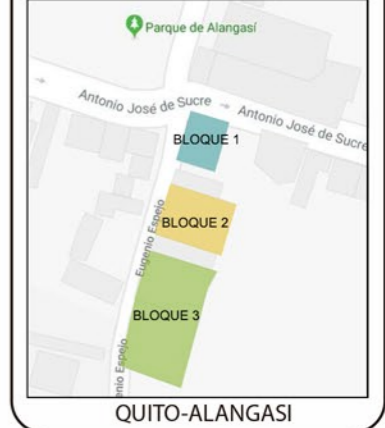 Parque de Alangasí
Antonio José de Sucre
Antonio José de Sucre
BLOQUE 1
BLOQUE 2
Eugenio Espejo
BLOQUE 3
enio Espejo
QUITO-ALANGASI